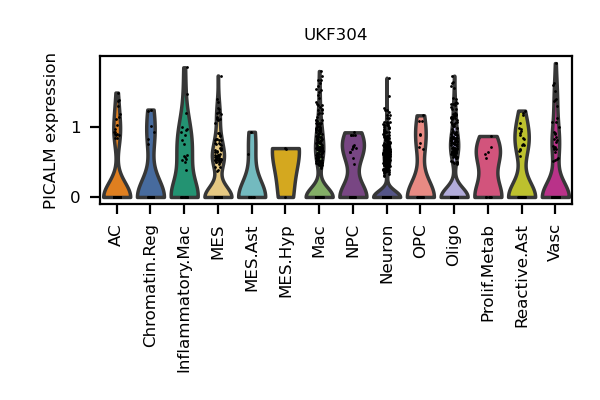 UKF304
PICALM expression
1
0
AC
Chromatin.Reg
Inflammatory.Mac
MES
MES.Ast
MES.Hyp
Mac
NPC
Neuron
OPC
Oligo
Prolif.Metab
Reactive.Ast
Vasc